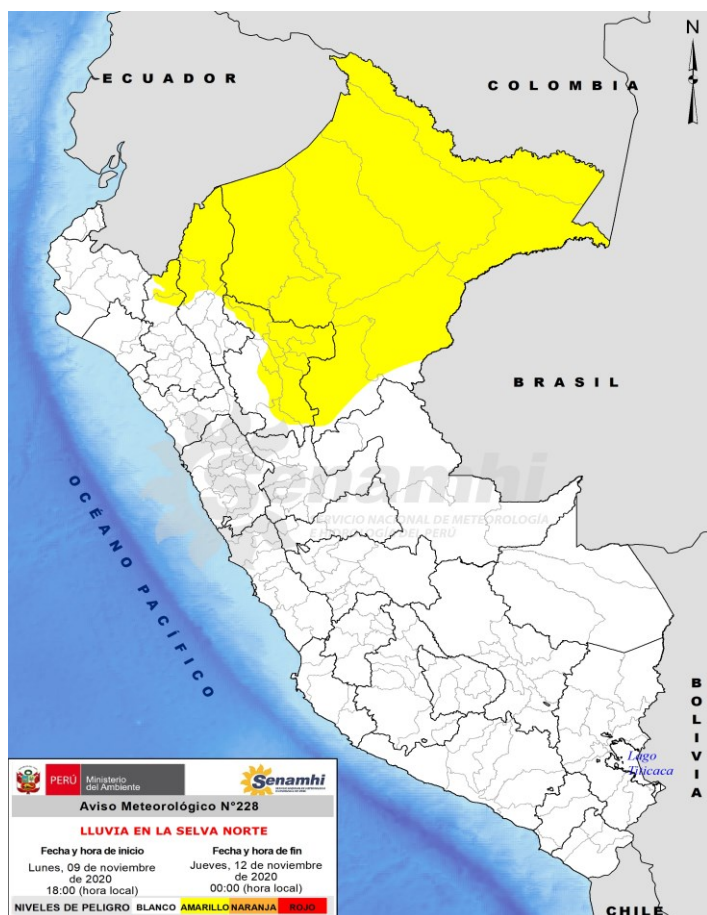 N
ECUADOR
COLOMBIA
BRASIL
Senamhi
SERVICIO NACIONAL DE METEOROLOGÍA
E HIDROLOGÍA DEL PERÚ
OCÉANO PACÍFICO
BOLIVIA
Lago
Titicaca
CHILE
PERÚ
Ministerio
del Ambiente
Senamhi
Aviso Meteorológico N°228
LLUVIA EN LA SELVA NORTE
Fecha y hora de inicio
Lunes, 09 de noviembre
de 2020
18:00 (hora local)
Fecha y hora de fin
Jueves, 12 de noviembre
de 2020
00:00 (hora local)
NIVELES DE PELIGRO BLANCO AMARILLO NARANJA ROJO